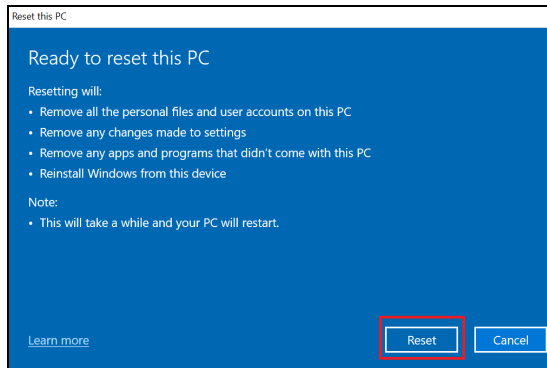 Reset this PC
Ready to reset this PC
Resetting will:
• Remove all the personal files and user accounts on this PC
• Remove any changes made to settings
• Remove any apps and programs that didn't come with this PC
• Reinstall Windows from this device
Note:
• This will take a while and your PC will restart.
Learn more Reset Cancel